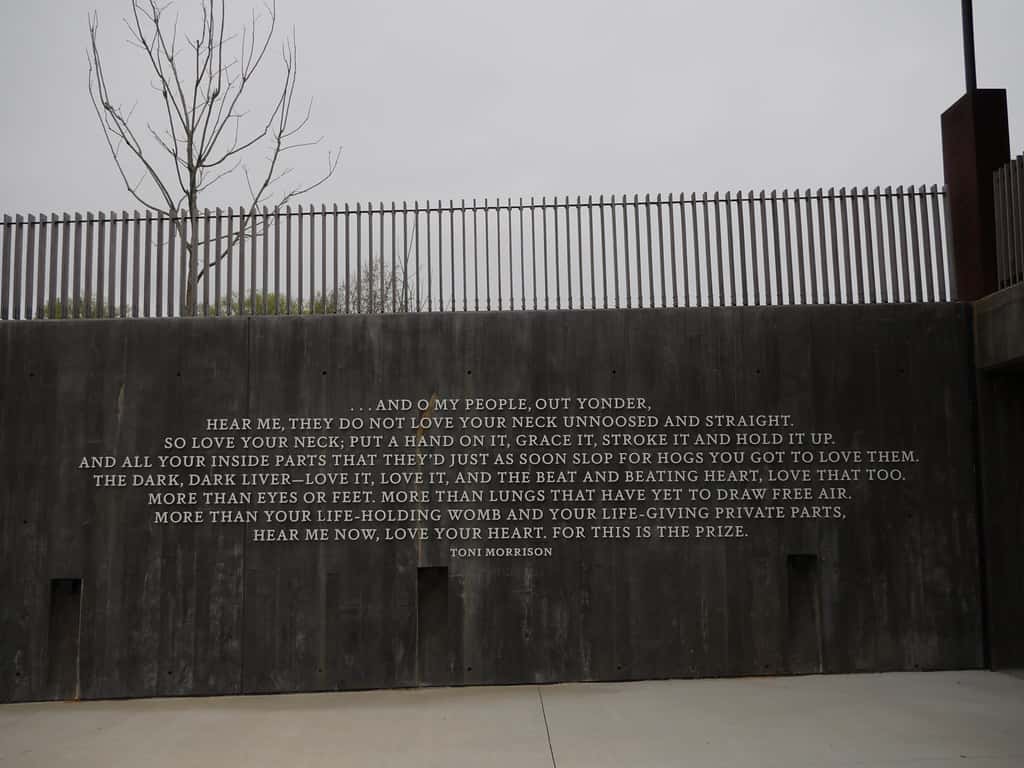 ...AND O MY PEOPLE, OUT YONDER,
HEAR ME, THEY DO NOT LOVE YOUR NECK UNNOOSED AND STRAIGHT.
SO LOVE YOUR NECK; PUT A HAND ON IT, GRACE IT, STROKE IT AND HOLD IT UP.
AND ALL YOUR INSIDE PARTS THAT THEY'D JUST AS SOON SLOP FOR HOGS YOU GOT TO LOVE THEM.
THE DARK, DARK LIVER—LOVE IT, LOVE IT, AND THE BEAT AND BEATING HEART, LOVE THAT TOO.
MORE THAN EYES OR FEET. MORE THAN LUNGS THAT HAVE YET TO DRAW FREE AIR.
MORE THAN YOUR LIFE-HOLDING WOMB AND YOUR LIFE-GIVING PRIVATE PARTS,
HEAR ME NOW, LOVE YOUR HEART. FOR THIS IS THE PRIZE.
TONI MORRISON